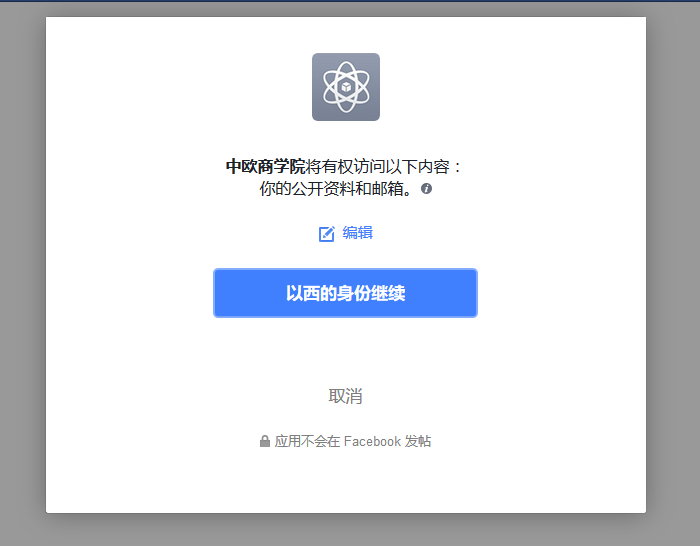 中欧商学院将有权访问以下内容：
你的公开资料和邮箱。
编辑
以西的身份继续
取消
应用不会在 Facebook 发帖